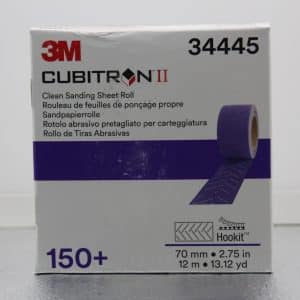 3M
34445
CUBITRON II
Clean Sanding Sheet Roll
Rouleau de feuilles de ponçage propre
Sandpapierrolle
Rotolo abrasivo pretagliato per carteggiatura
Rollo de Tiras Abrasivas
Hookit™
150+
70 mm • 2.75 in
12 m • 13.12 yd